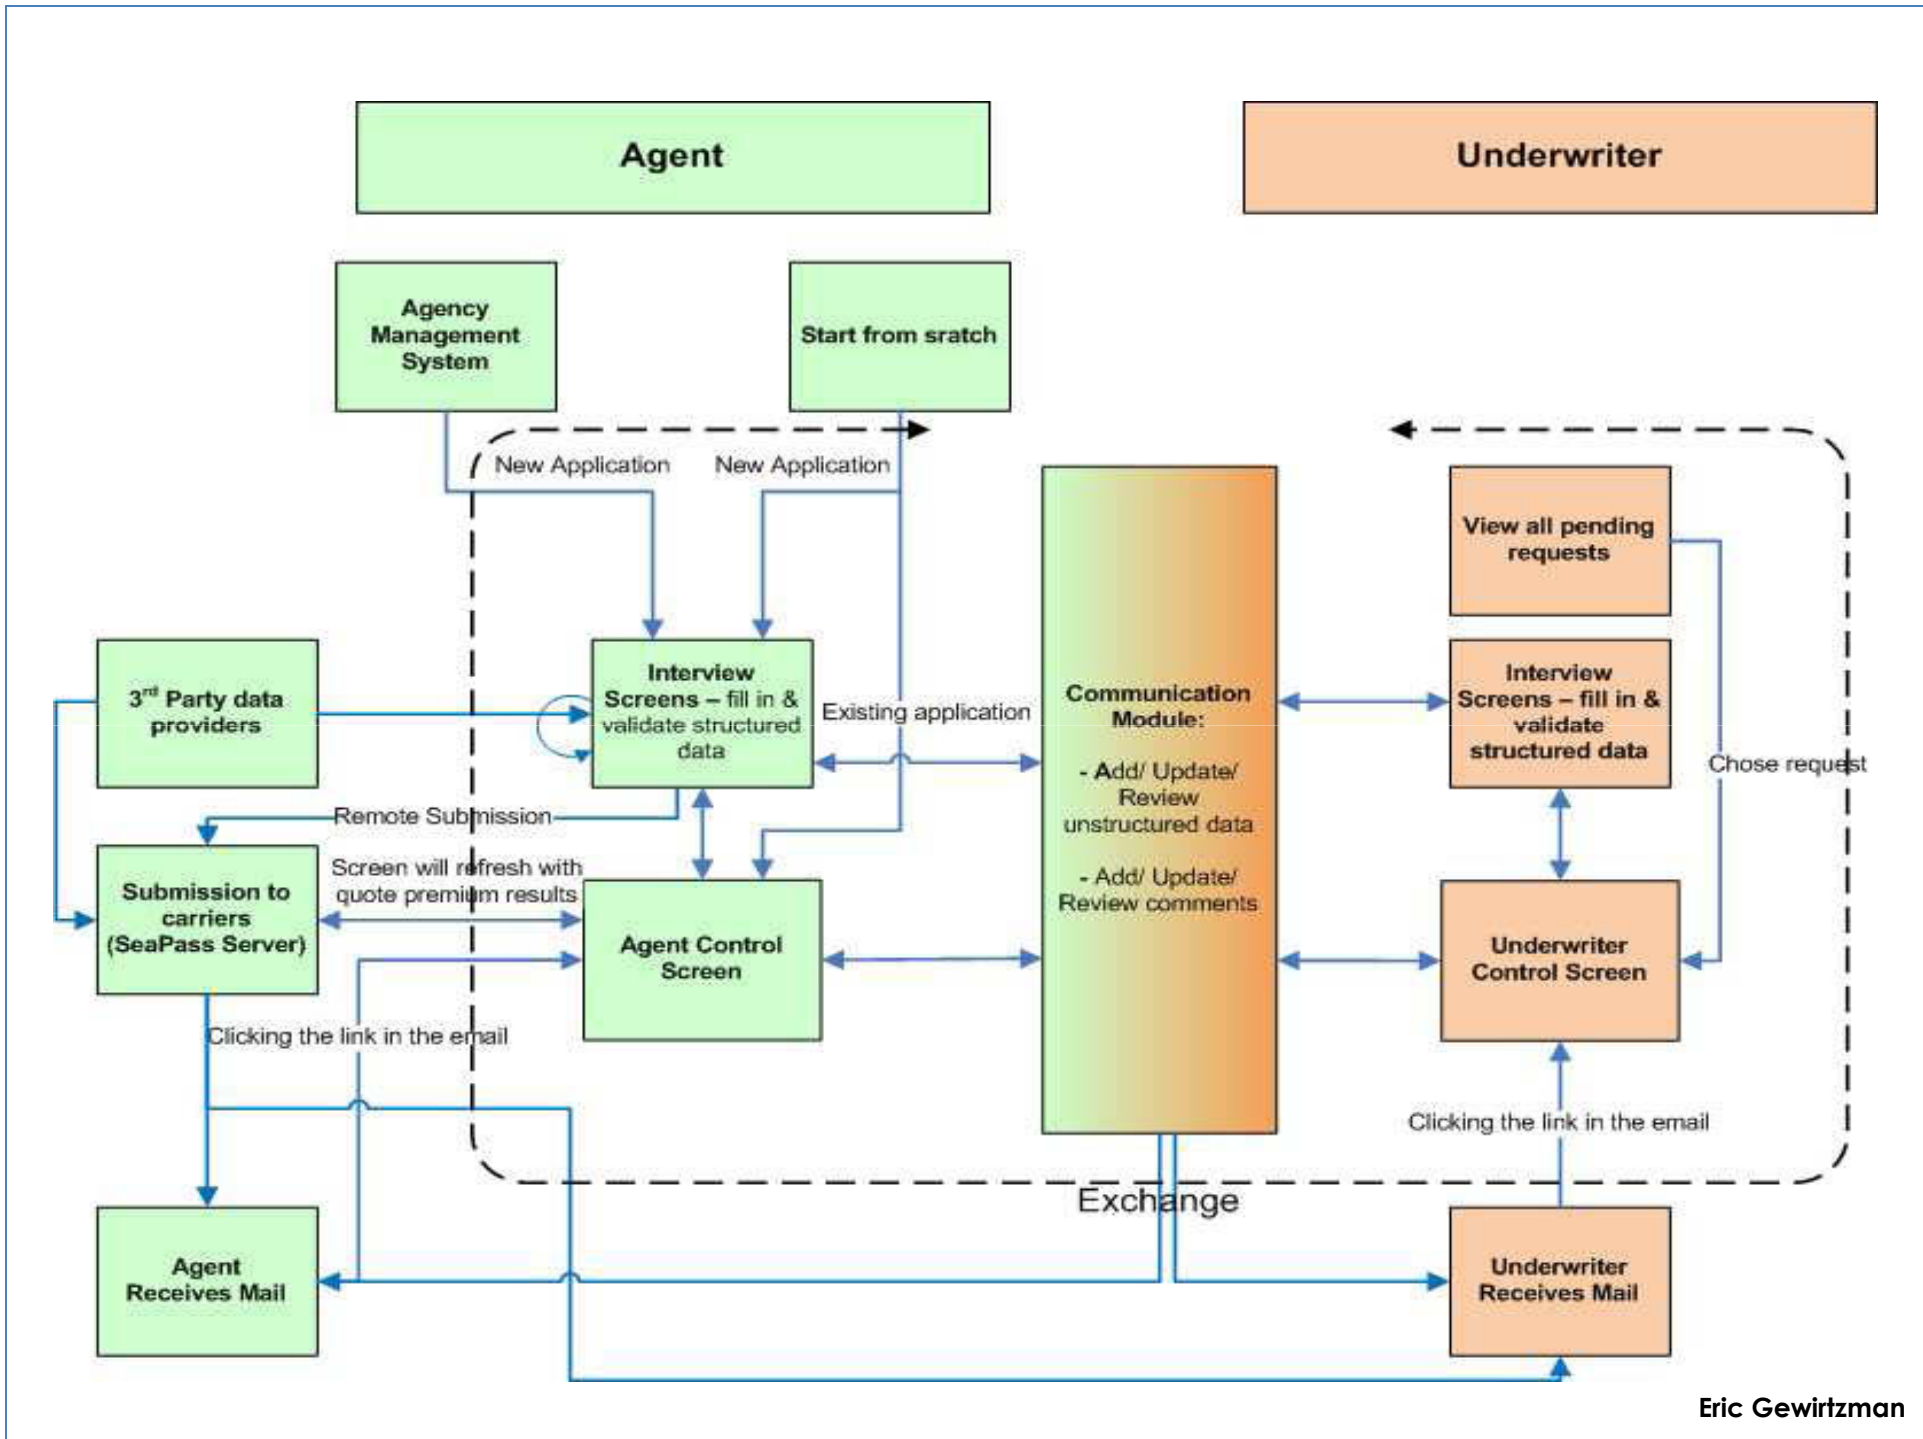 Agent
Underwriter
Agency
Management
System
Start from sratch
New Application
New Application
View all pending
requests
3rd Party data
providers
Interview
Screens – fill in &
validate structured
data
Existing application
Communication
Module:
- Add/ Update/
Review
unstructured data
- Add/ Update/
Review comments
Interview
Screens – fill in &
validate
structured data
Chose request
Remote Submission
Screen will refresh with
quote premium results
Submission to
carriers
(SeaPass Server)
Agent Control
Screen
Underwriter
Control Screen
Clicking the link in the email
Clicking the link in the email
Exchange
Agent
Receives Mail
Underwriter
Receives Mail
Eric Gewirtzman